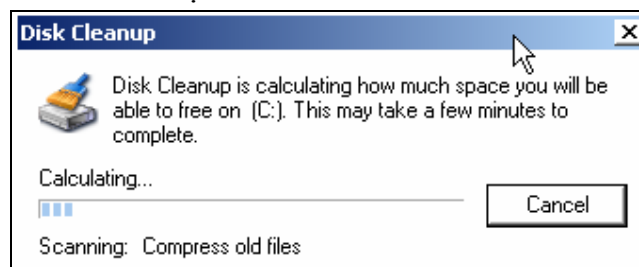 Disk Cleanup
Disk Cleanup is calculating how much space you will be
able to free on (C:). This may take a few minutes to
complete.
Calculating...
Cancel
Scanning: Compress old files